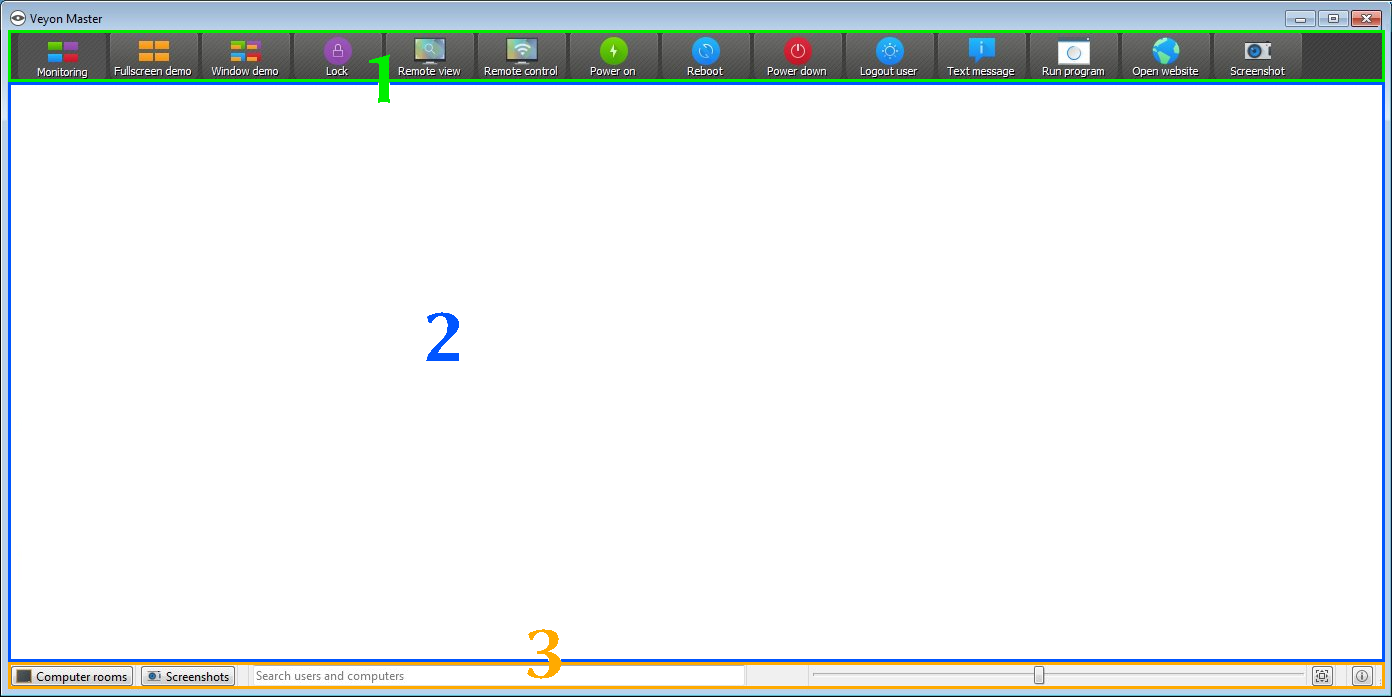 Veyon Master
Monitoring Fullscreen demo Window demo Lock Remote view Remote control Power on Reboot Power down Logout user Text message Run program Open website Screenshot
1
2
3
Computer rooms Screenshots Search users and computers